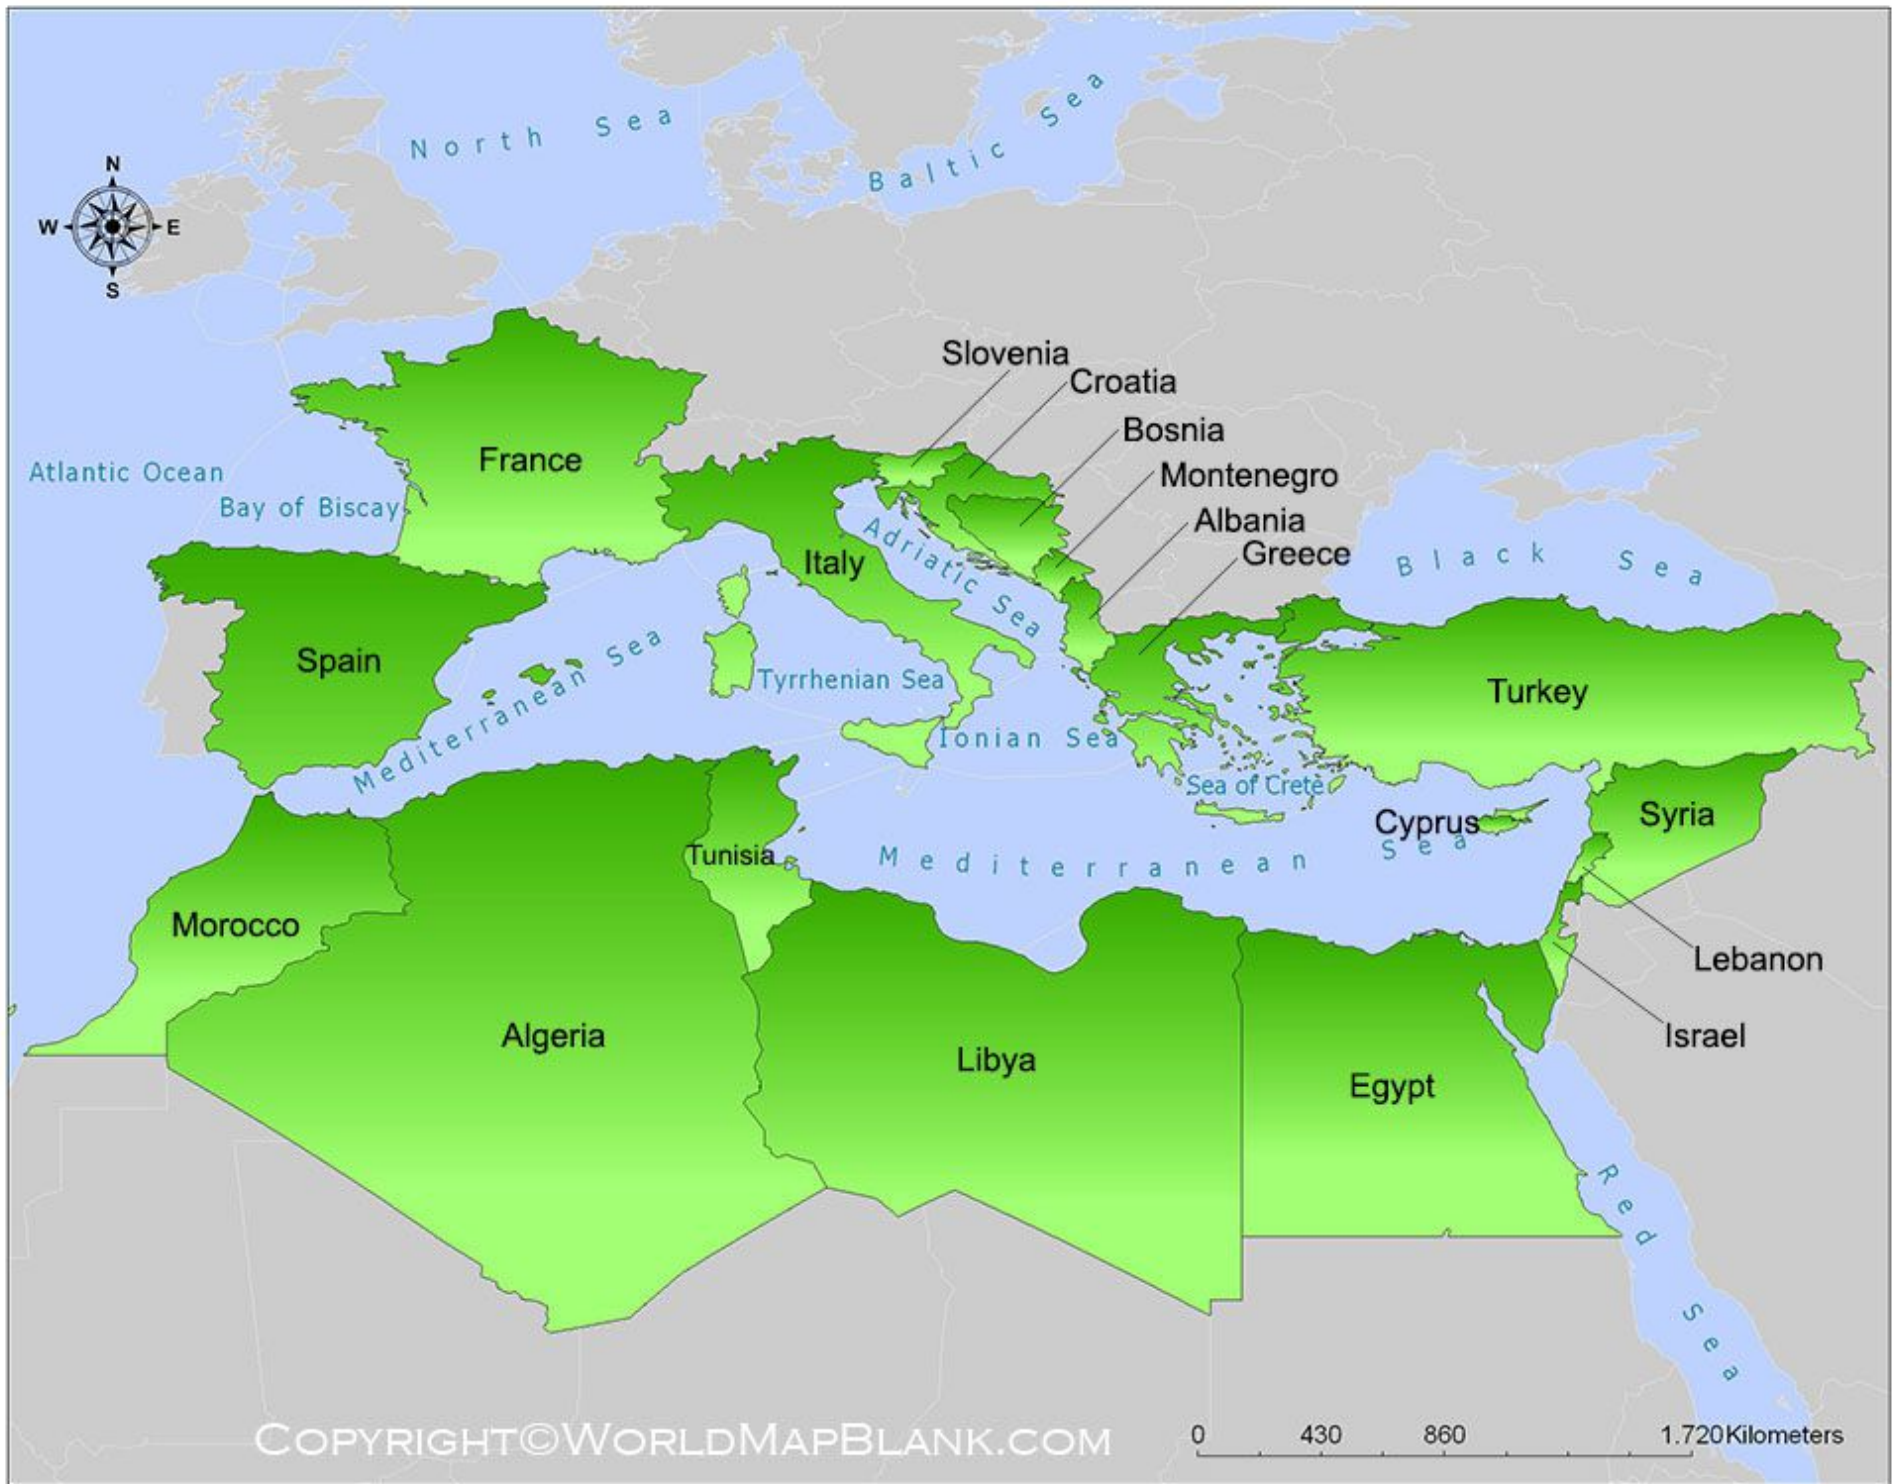 North Sea
Baltic Sea
N
W E
S
Slovenia
Croatia
Bosnia
Montenegro
Albania
Greece
France
Atlantic Ocean
Bay of Biscay
Italy
Adriatic Sea
Black Sea
Spain
Mediterranean Sea
Tyrrhenian Sea
Ionian Sea
Turkey
Sea of Crete
Cyprus
Syria
Tunisia
Mediterranean Sea
Morocco
Lebanon
Israel
Algeria
Libya
Egypt
Red Sea
COPYRIGHT©WORLDMAPBLANK.COM
0 430 860 1.720Kilometers